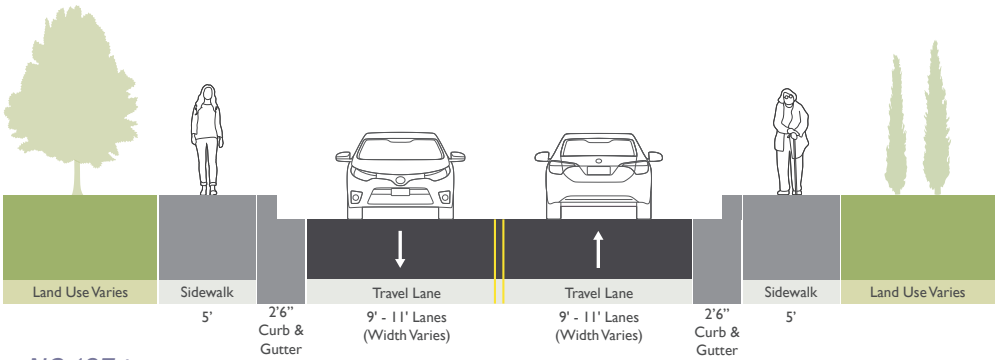 Land Use Varies
Sidewalk
Travel Lane
Travel Lane
Sidewalk
Land Use Varies
5'
2'6”
Curb &
Gutter
9' - 11' Lanes
(Width Varies)
9' - 11' Lanes
(Width Varies)
2'6”
Curb &
Gutter
5'